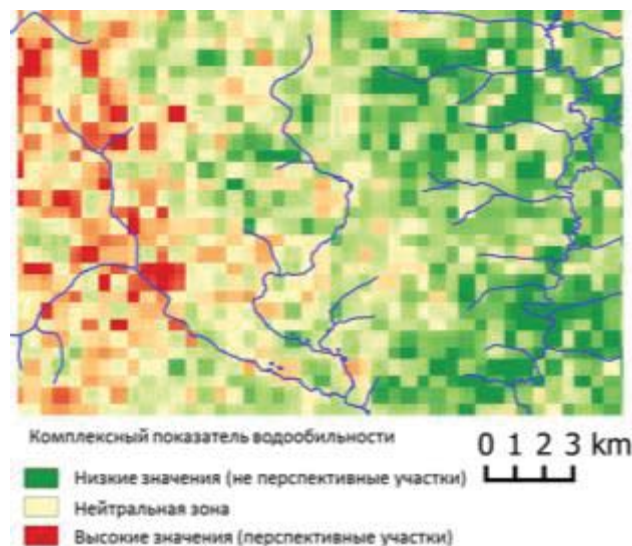 Комплексный показатель водообильности
0 1 2 3 km
Низкие значения (не перспективные участки)
Нейтральная зона
Высокие значения (перспективные участки)